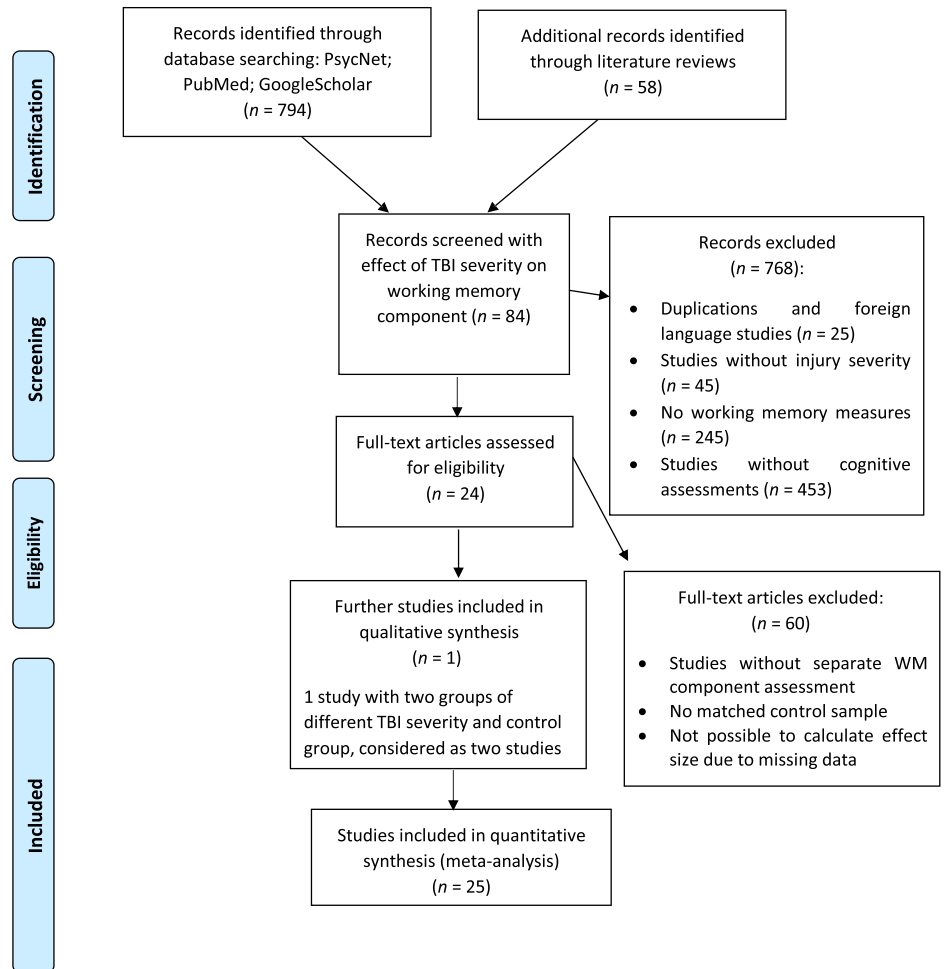 Records identified through
database searching: PsycNet;
PubMed; GoogleScholar
(n = 794)
Additional records identified
through literature reviews
(n = 58)
Identification
Records screened with
effect of TBI severity on
working memory
component (n = 84)
Records excluded
(n = 768):
• Duplications and foreign
language studies (n = 25)
• Studies without injury severity
(n = 45)
• No working memory measures
(n = 245)
• Studies without cognitive
assessments (n = 453)
Screening
Full-text articles assessed
for eligibility
(n = 24)
Eligibility
Further studies included in
qualitative synthesis
(n = 1)
1 study with two groups of
different TBI severity and control
group, considered as two studies
Full-text articles excluded:
(n = 60)
• Studies without separate WM
component assessment
• No matched control sample
• Not possible to calculate effect
size due to missing data
Included
Studies included in quantitative
synthesis (meta-analysis)
(n = 25)